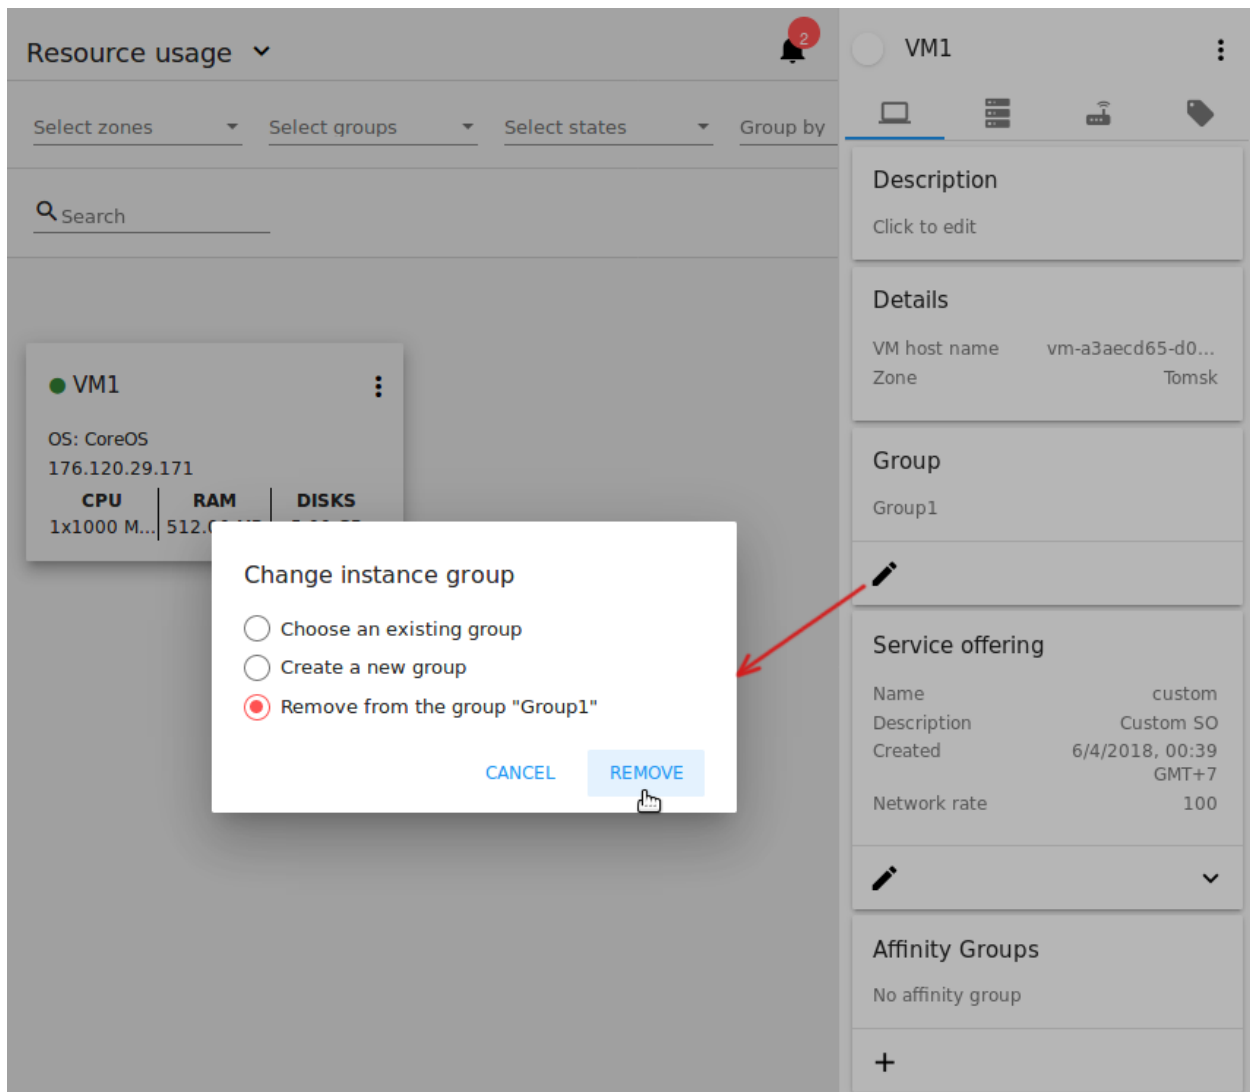 Resource usage
2
Select zones
Select groups
Select states
Group by
Search
VM1
OS: CoreOS
176.120.29.171
CPU RAM DISKS
1x1000 M... 512.
Change instance group
Choose an existing group
Create a new group
Remove from the group "Group1"
CANCEL REMOVE
VM1
Description
Click to edit
Details
VM host name vm-a3aecd65-d0...
Zone Tomsk
Group
Group1
Service offering
Name custom
Description Custom SO
Created 6/4/2018, 00:39
GMT+7
Network rate 100
Affinity Groups
No affinity group